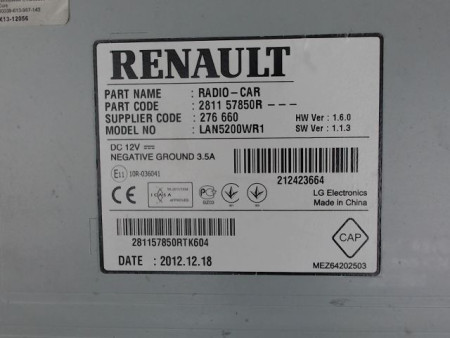 K13-12056
RENAULT
PART NAME : RADIO-CAR
PART CODE : 2811 57850R - - -
SUPPLIER CODE : 276 660 HW Ver : 1.6.0
MODEL NO : LAN5200WR1 SW Ver : 1.1.3
DC 12V
NEGATIVE GROUND 3.5A
E11 10R-036041
212423664
LG Electronics
Made in China
281157850RTK604
CAP
DATE : 2012.12.18
MEZ64202503